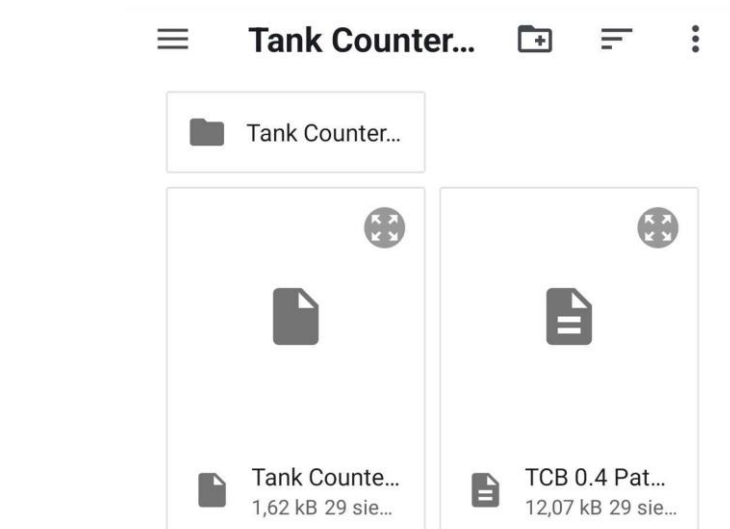 Tank Counter...
Tank Counter...
Tank Counte...
1,62 kB 29 sie...
TCB 0.4 Pat...
12,07 kB 29 sie...